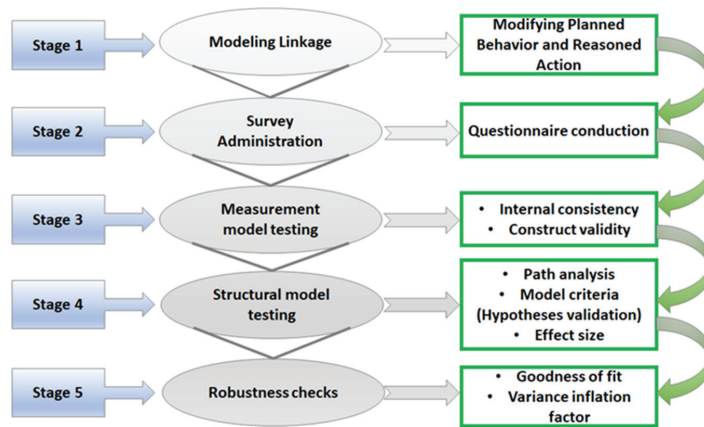 Stage 1
Modeling Linkage
Modifying Planned
Behavior and Reasoned
Action
Stage 2
Survey
Administration
Questionnaire conduction
Stage 3
Measurement
model testing
• Internal consistency
• Construct validity
Stage 4
Structural model
testing
• Path analysis
• Model criteria
(Hypotheses validation)
• Effect size
Stage 5
Robustness checks
• Goodness of fit
• Variance inflation
factor